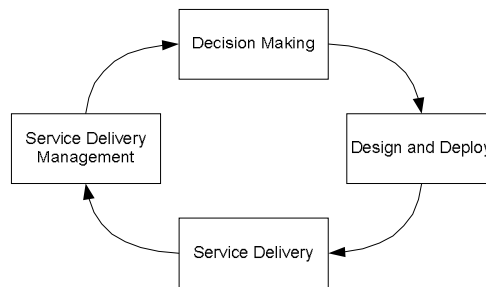 Decision Making
Service Delivery
Management
Design and Deploy
Service Delivery